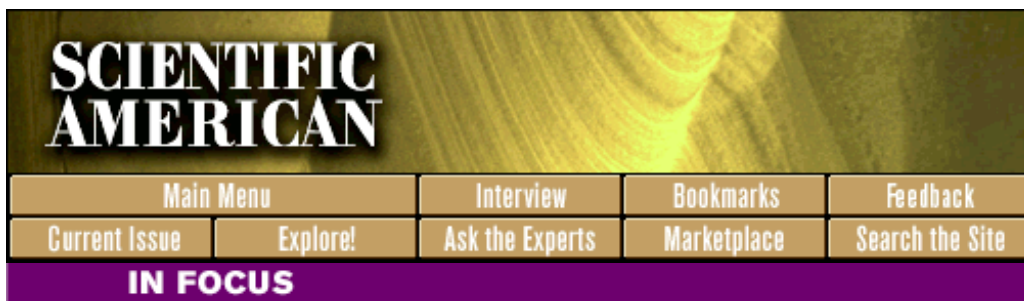 SCIENTIFIC
AMERICAN
Main Menu Interview Bookmarks Feedback
Current Issue Explore! Ask the Experts Marketplace Search the Site
IN FOCUS